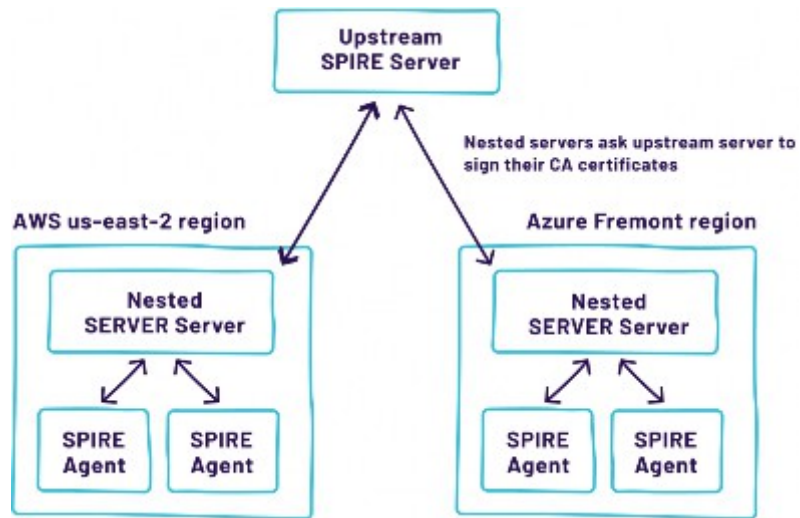 Upstream
SPIRE Server
Nested servers ask upstream server to
sign their CA certificates
AWS us-east-2 region
Azure Fremont region
Nested
SERVER Server
Nested
SERVER Server
SPIRE
Agent
SPIRE
Agent
SPIRE
Agent
SPIRE
Agent